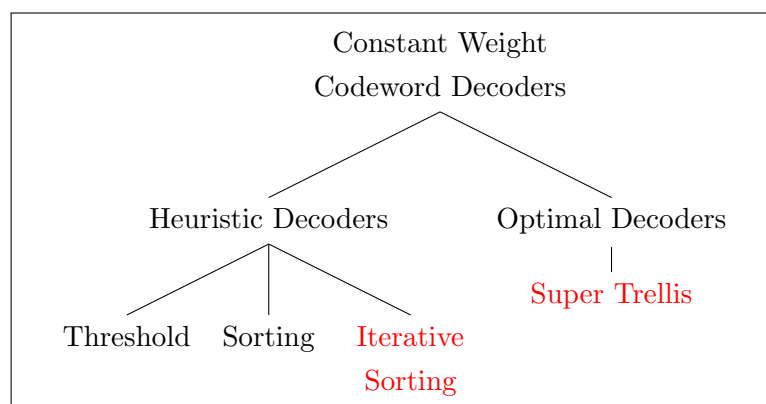 Constant Weight
Codeword Decoders
Heuristic Decoders
Optimal Decoders
Super Trellis
Threshold
Sorting
Iterative
Sorting